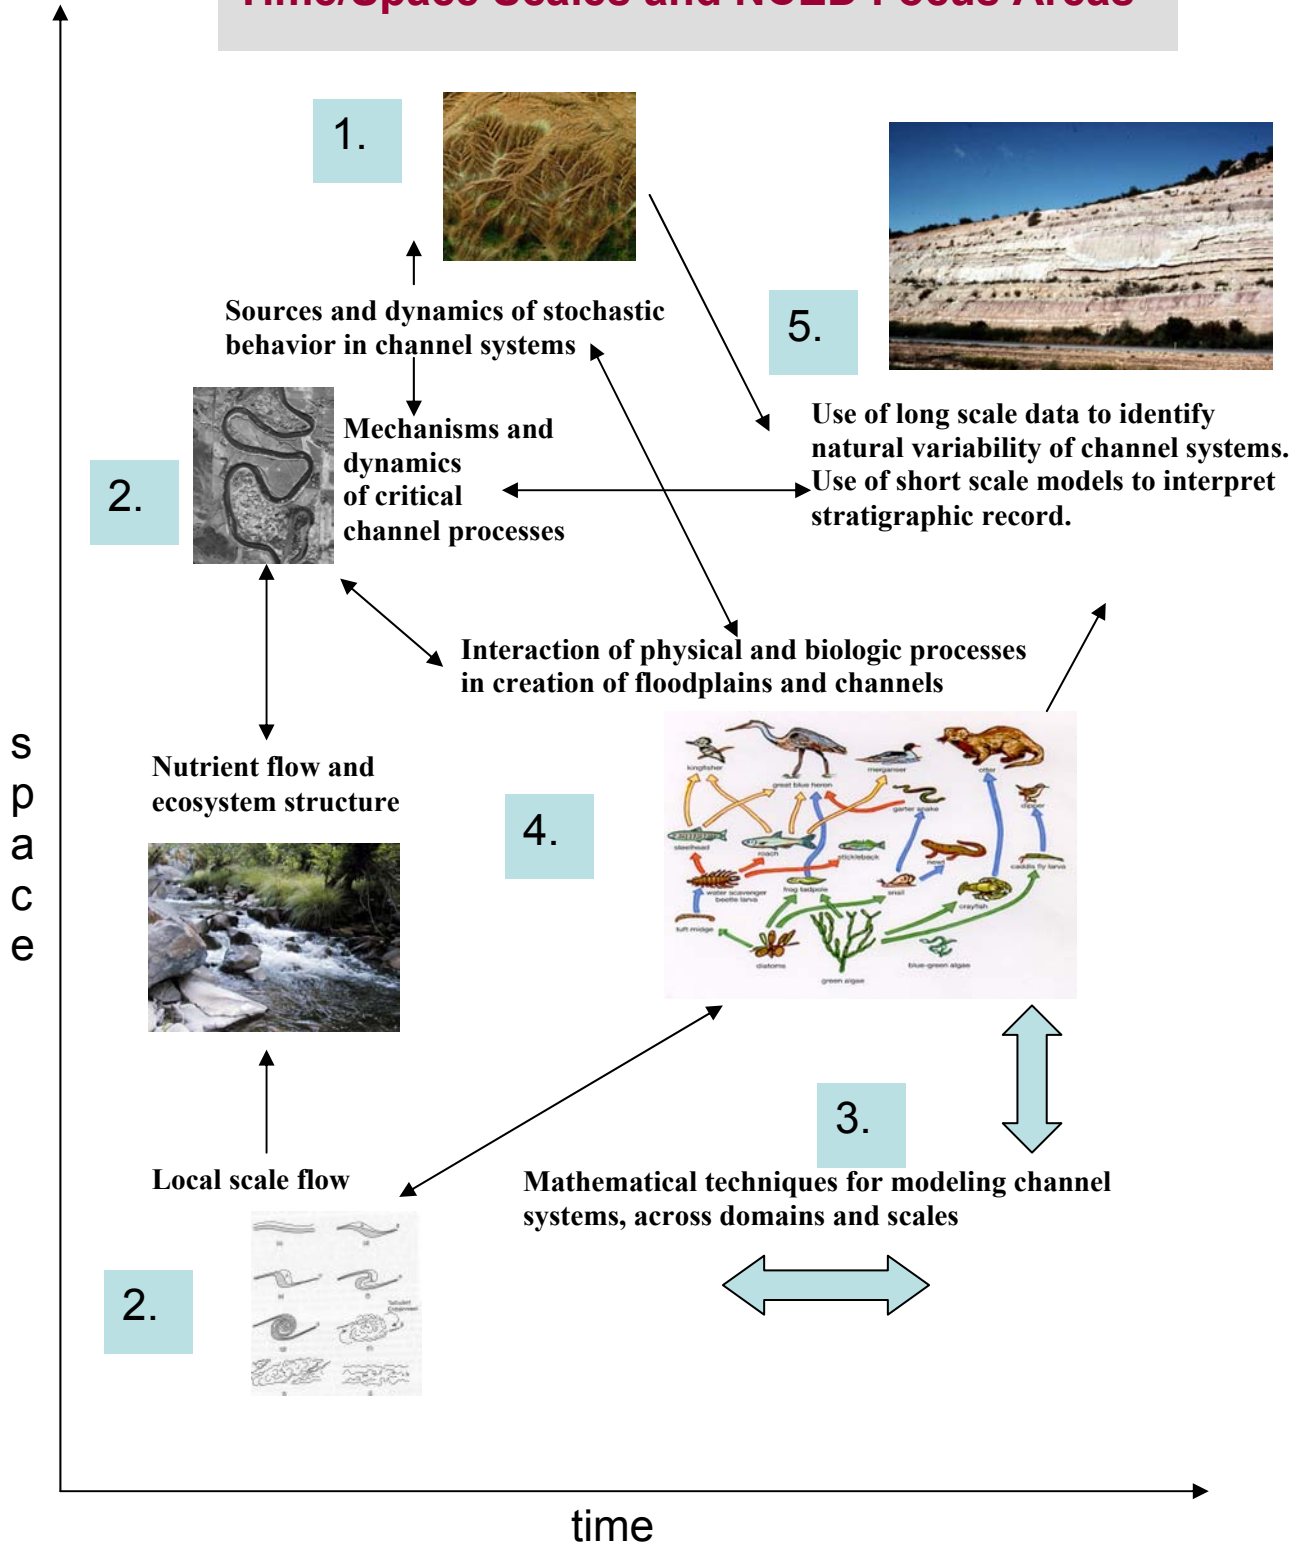 Time/Space Scales and NCED Focus Areas
1.
Sources and dynamics of stochastic
behavior in channel systems
5.
Use of long scale data to identify
natural variability of channel systems.
Use of short scale models to interpret
stratigraphic record.
2.
Mechanisms and
dynamics
of critical
channel processes
Interaction of physical and biologic processes
in creation of floodplains and channels
Nutrient flow and
ecosystem structure
4.
kingfisher
great blue heron
merganser
otter
garter snake
dipper
steelhead
roach
stickleback
newt
caddis fly larva
water scavenger
beetle larva
frog tadpole
snail
crayfish
tuft midge
diatoms
green algae
blue-green algae
3.
Mathematical techniques for modeling channel
systems, across domains and scales
Local scale flow
2.
space
time